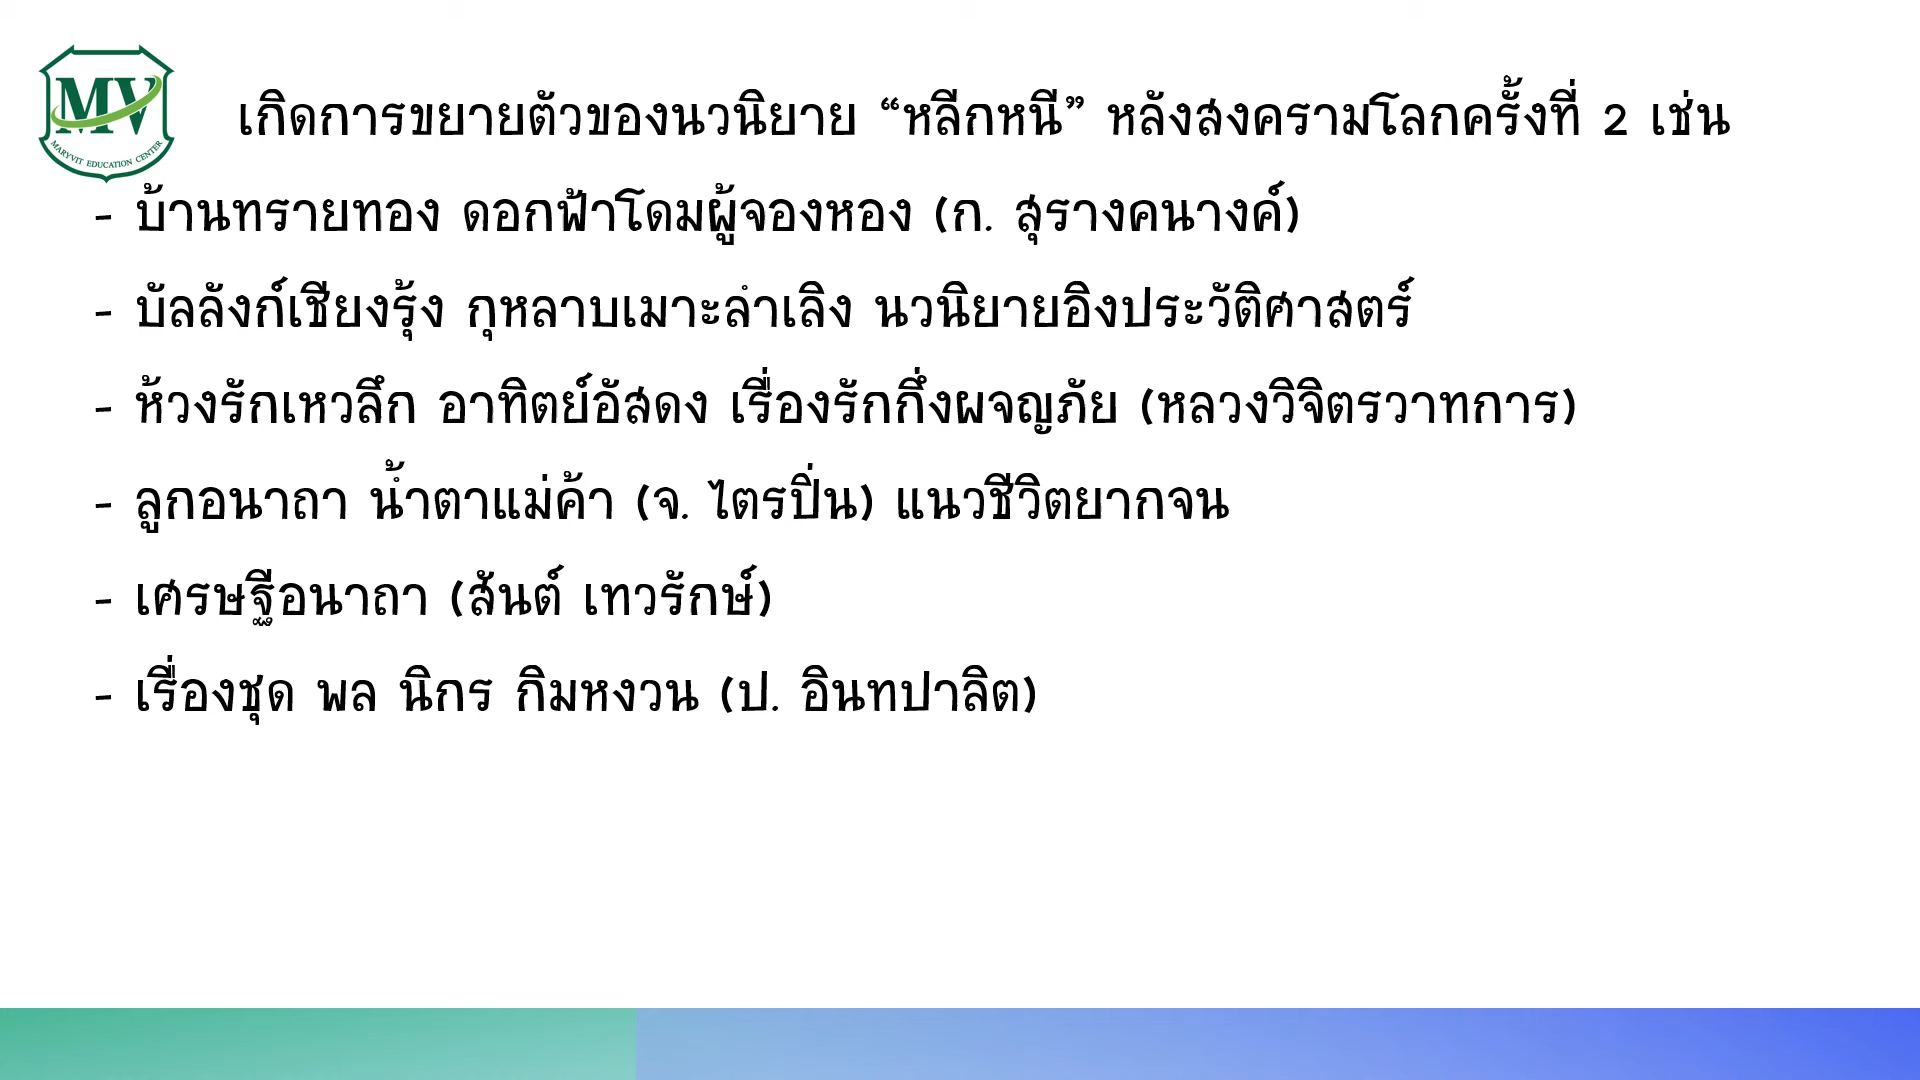 MV
MARYVIT EDUCATION CENTER
เกิดการขยายตัวของนวนิยาย “หลีกหนี” หลังสงครามโลกครั้งที่ 2 เช่น
- บ้านทรายทอง ดอกฟ้าโดมผู้จองหอง (ก. สุรางคนางค์)
- บัลลังก์เชียงรุ้ง กุหลาบเมาะลำเลิง นวนิยายอิงประวัติศาสตร์
- ห้วงรักเหวลึก อาทิตย์อัสดง เรื่องรักกึ่งผจญภัย (หลวงวิจิตรวาทการ)
- ลูกอนาถา น้ำตาแม่ค้า (จ. ไตรปิ่น) แนวชีวิตยากจน
- เศรษฐีอนาถา (สันต์ เทวรักษ์)
- เรื่องชุด พล นิกร กิมหงวน (ป. อินทปาลิต)